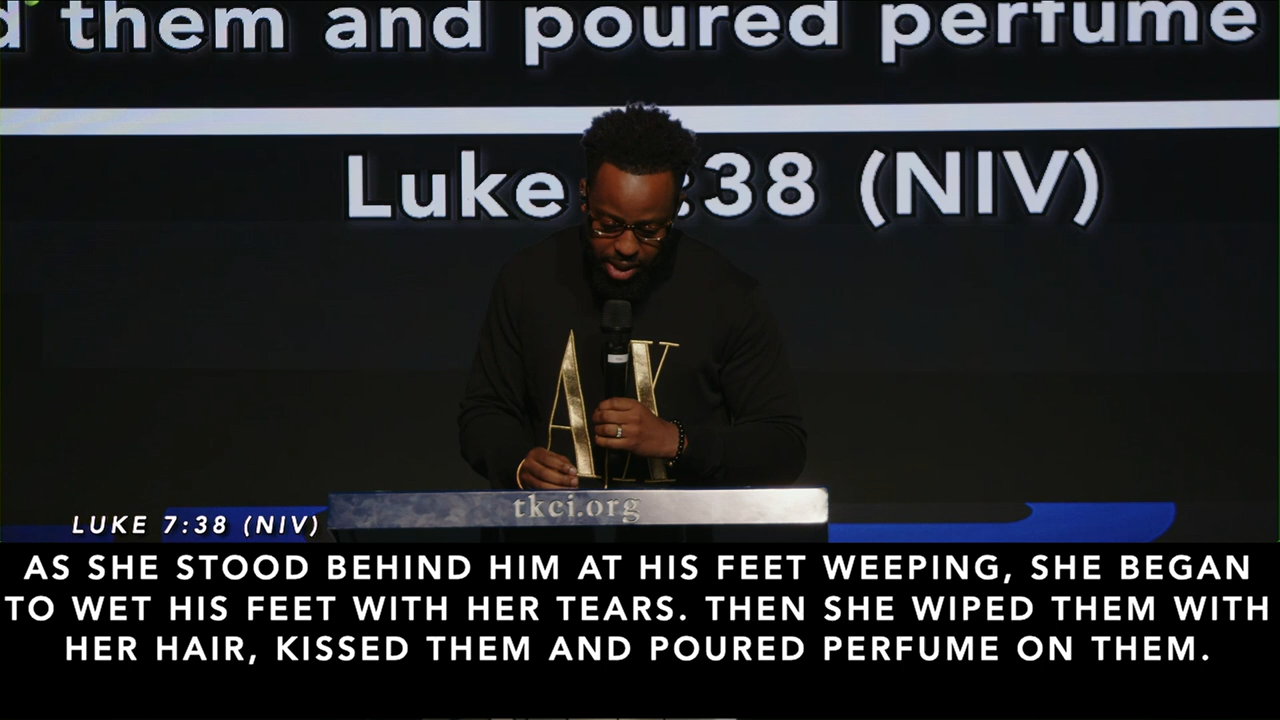 d them and poured perfume
Luke :38 (NIV)
AK
tkci.org
LUKE 7:38 (NIV)
AS SHE STOOD BEHIND HIM AT HIS FEET WEEPING, SHE BEGAN
TO WET HIS FEET WITH HER TEARS. THEN SHE WIPED THEM WITH
HER HAIR, KISSED THEM AND POURED PERFUME ON THEM.